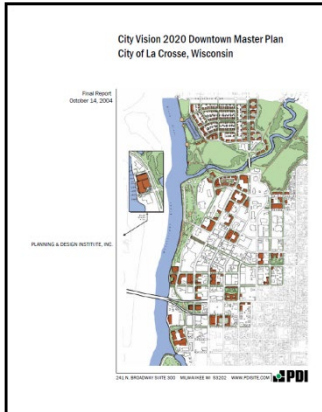 City Vision 2020 Downtown Master Plan
City of La Crosse, Wisconsin
Final Report
October 14, 2004
PLANNING & DESIGN INSTITUTE, INC.
241 N. BROADWAY SUITE 300 MILWAUKEE WI 53202 WWW.PDISITE.COM PDI